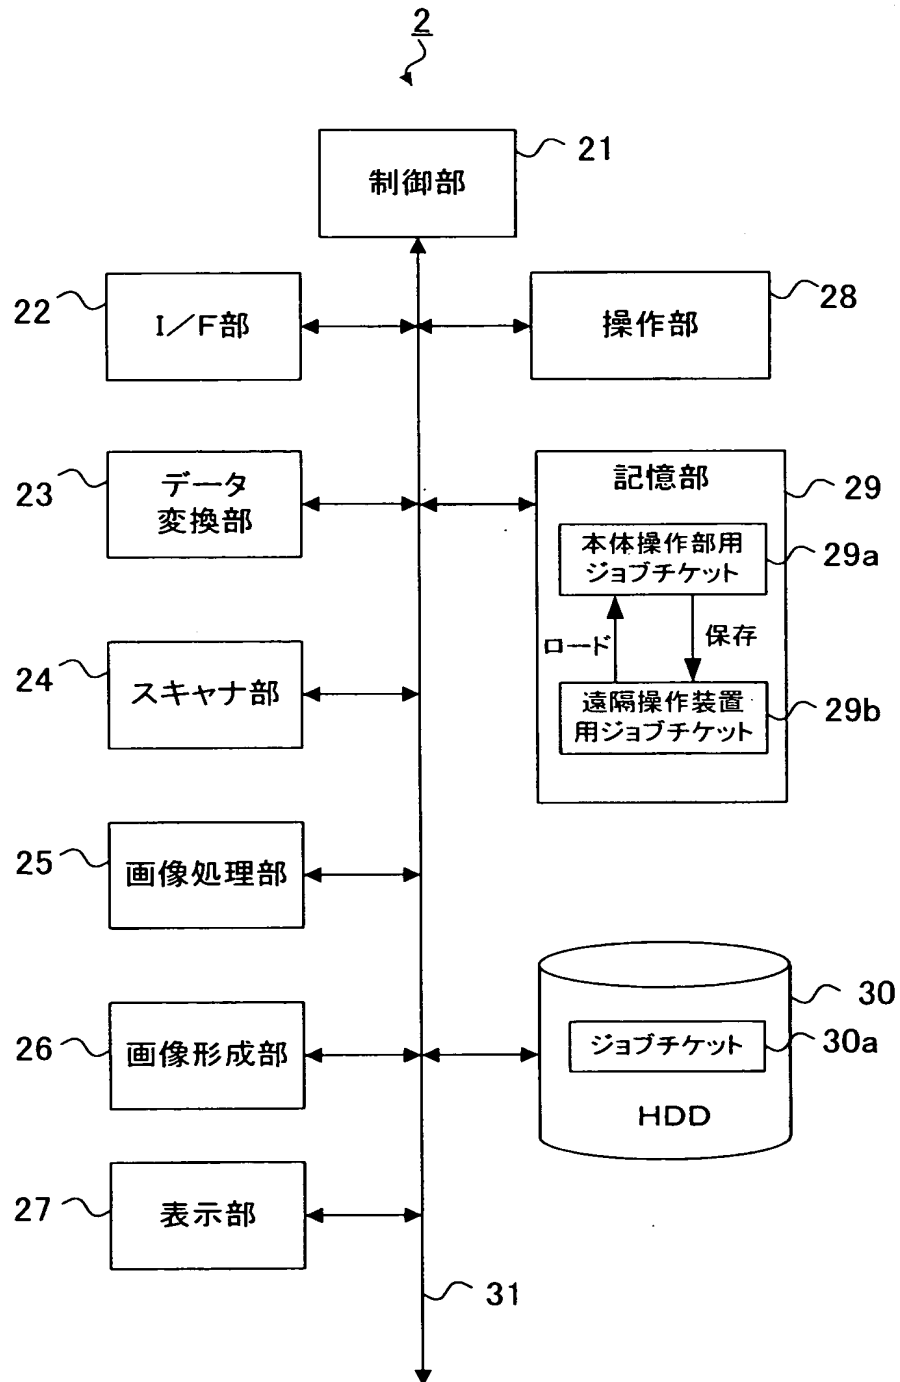 2
制御部
21
22
I／F部
操作部
28
23
データ
変換部
記憶部
29
本体操作部用
ジョブチケット
29a
ロード
保存
遠隔操作装置
用ジョブチケット
29b
24
スキャナ部
25
画像処理部
26
画像形成部
ジョブチケット
HDD
30
30a
27
表示部
31